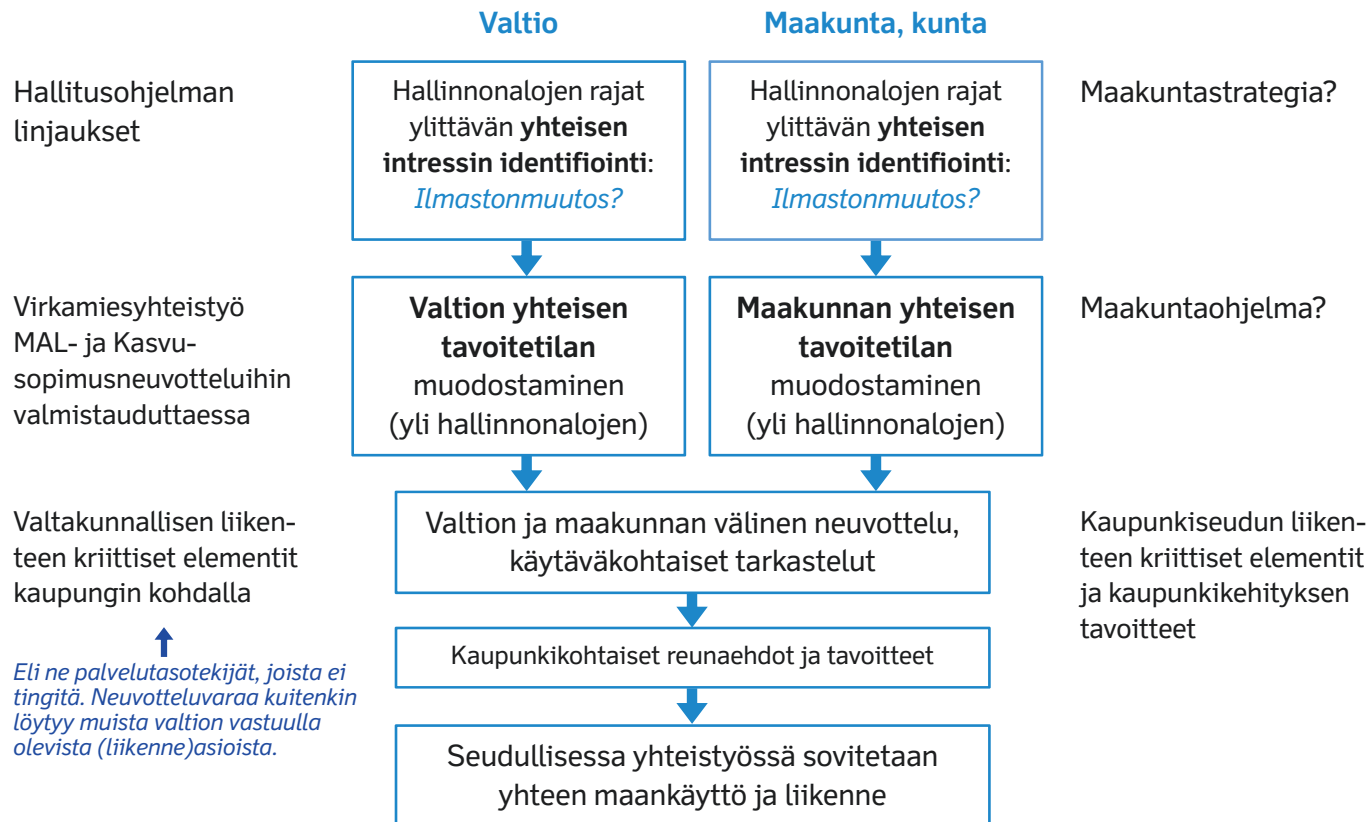 Valtio
Maakunta, kunta
Hallitusohjelman
linjaukset
Hallinnonalojen rajat
ylittävän yhteisen
intressin identifiointi:
Ilmastonmuutos?
Hallinnonalojen rajat
ylittävän yhteisen
intressin identifiointi:
Ilmastonmuutos?
Maakuntastrategia?
Virkamiesyhteistyö
MAL- ja Kasvu-
sopimusneuvotteluihin
valmistauduttaessa
Valtion yhteisen
tavoitetilan
muodostaminen
(yli hallinnonalojen)
Maakunnan yhteisen
tavoitetilan
muodostaminen
(yli hallinnonalojen)
Maakuntaohjelma?
Valtakunnallisen liiken-
teen kriittiset elementit
kaupungin kohdalla
Eli ne palvelutasotekijät, joista ei
tingitä. Neuvotteluvaraa kuitenkin
löytyy muista valtion vastuulla
olevista (liikenne)asioista.
Valtion ja maakunnan välinen neuvottelu,
käytäväkohtaiset tarkastelut
Kaupunkiseudun liiken-
teen kriittiset elementit
ja kaupunkikehityksen
tavoitteet
Kaupunkikohtaiset reunaehdot ja tavoitteet
Seudullisessa yhteistyössä sovitetaan
yhteen maankäyttö ja liikenne